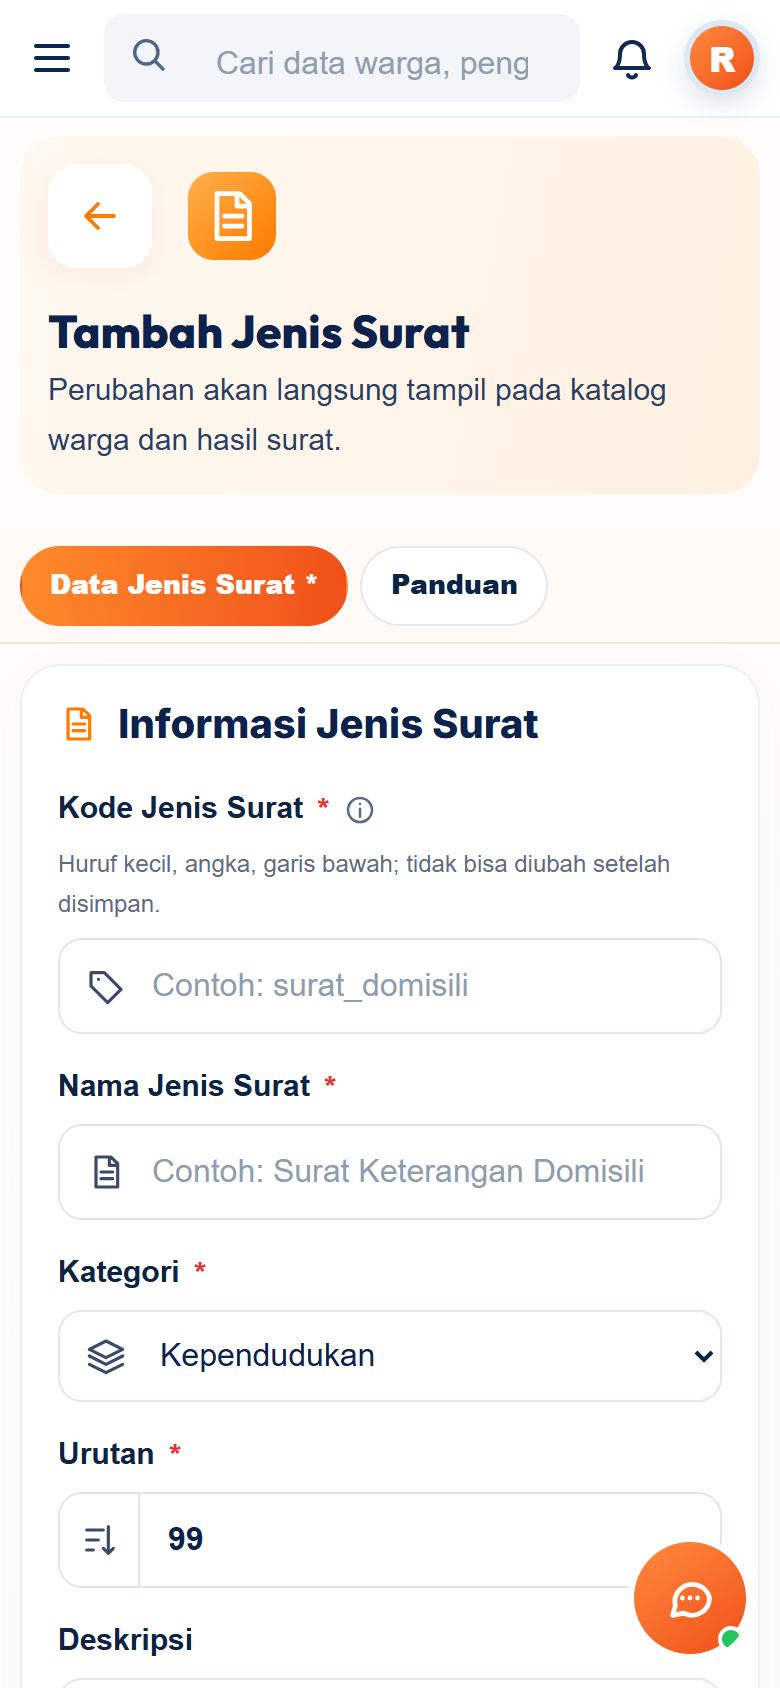 Cari data warga, peng
R
Tambah Jenis Surat
Perubahan akan langsung tampil pada katalog
warga dan hasil surat.
Data Jenis Surat *
Panduan
Informasi Jenis Surat
Kode Jenis Surat *
Huruf kecil, angka, garis bawah; tidak bisa diubah setelah
disimpan.
Contoh: surat_domisili
Nama Jenis Surat *
Contoh: Surat Keterangan Domisili
Kategori *
Kependudukan
Urutan *
99
Deskripsi